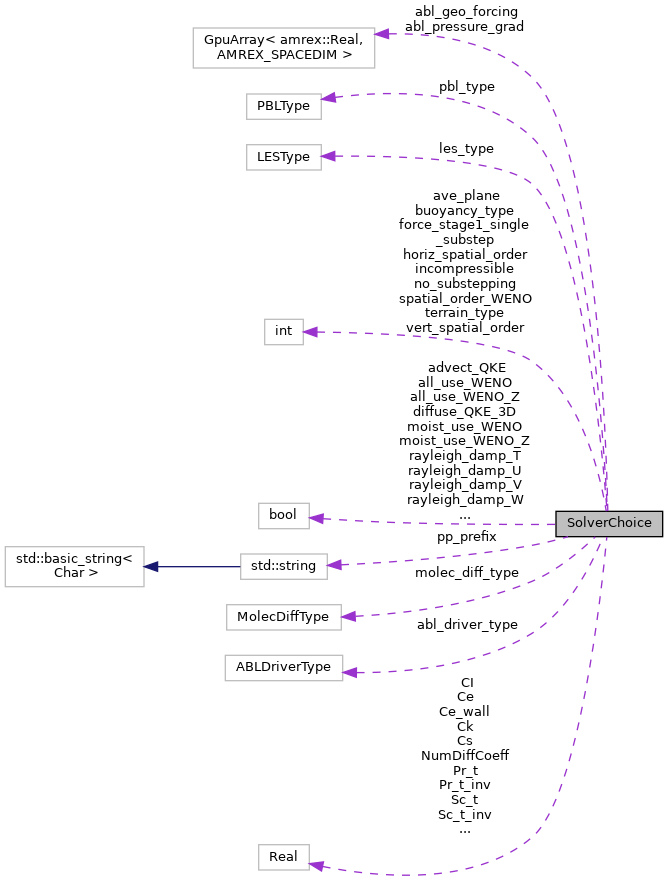 abl_geo_forcing
abl_pressure_grad
GpuArray< amrex::Real,
AMREX_SPACEDIM >
pbl_type
PBLType
les_type
LESType
ave_plane
buoyancy_type
force_stage1_single
_substep
horiz_spatial_order
incompressible
no_substepping
spatial_order_WENO
terrain_type
vert_spatial_order
int
advect_QKE
all_use_WENO
all_use_WENO_Z
diffuse_QKE_3D
moist_use_WENO
moist_use_WENO_Z
rayleigh_damp_T
rayleigh_damp_U
rayleigh_damp_V
rayleigh_damp_W
...
bool
SolverChoice
pp_prefix
std::basic_string<
Char >
std::string
molec_diff_type
MolecDiffType
abl_driver_type
ABLDriverType
CI
Ce
Ce_wall
Ck
Cs
NumDiffCoeff
Pr_t
Pr_t_inv
Sc_t
Sc_t_inv
...
Real